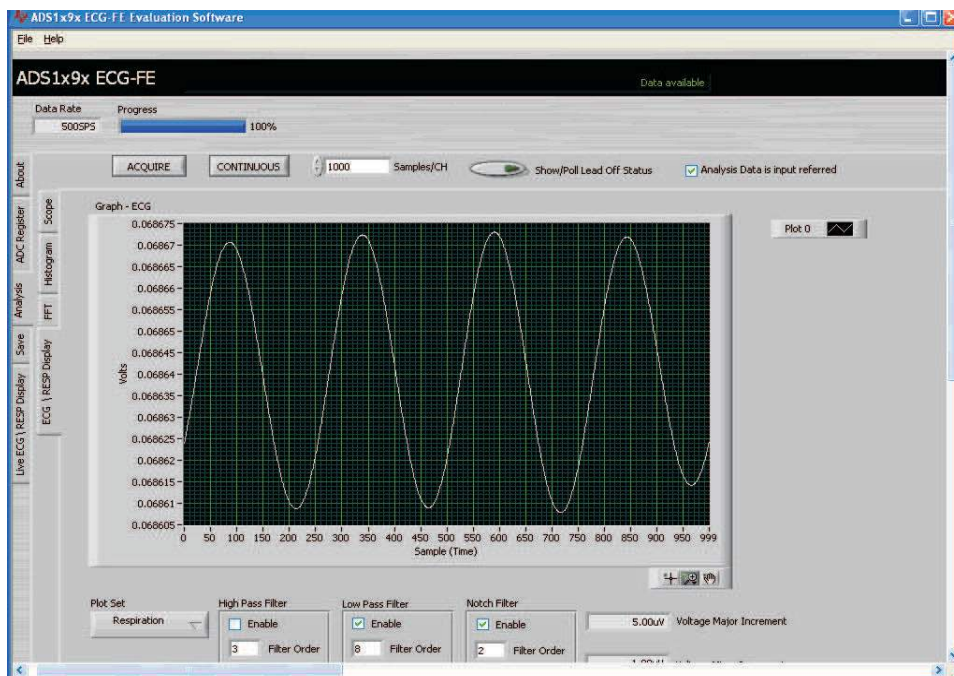 ADS1x9x ECG-FE Evaluation Software
File Help
ADS1x9x ECG-FE
Data available
Data Rate
500SPS
Progress
100%
ACQUIRE
CONTINUOUS
1000
Samples/CH
Show/Poll Lead Off Status
Analysis Data is input referred
About
ADC Register
Analysis
Save
Live ECG \ RESP Display
Scope
Histogram
FFT
ECG \ RESP Display
Graph - ECG
Plot 0
0.068675
0.06867
0.068665
0.06866
0.068655
0.06865
0.068645
0.06864
0.068635
0.06863
0.068625
0.06862
0.068615
0.06861
0.068605
Volts
0 50 100 150 200 250 300 350 400 450 500 550 600 650 700 750 800 850 900 950 999
Sample (Time)
Plot Set
Respiration
High Pass Filter
Enable
3 Filter Order
Low Pass Filter
Enable
8 Filter Order
Notch Filter
Enable
2 Filter Order
5.00uV Voltage Major Increment